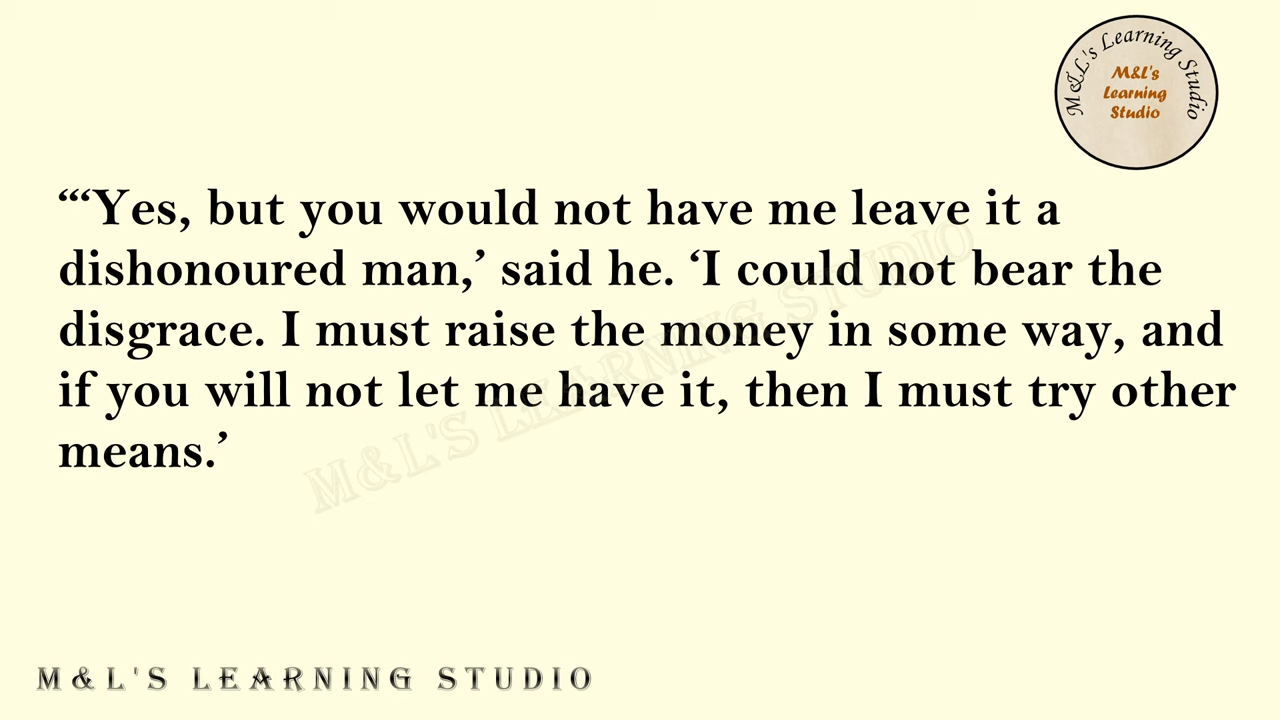 M&L's Learning Studio
M&L's
Learning
Studio
“‘Yes, but you would not have me leave it a
dishonoured man,’ said he. ‘I could not bear the
disgrace. I must raise the money in some way, and
if you will not let me have it, then I must try other
means.’
M&L'S LEARNING STUDIO
M&L'S LEARNING STUDIO